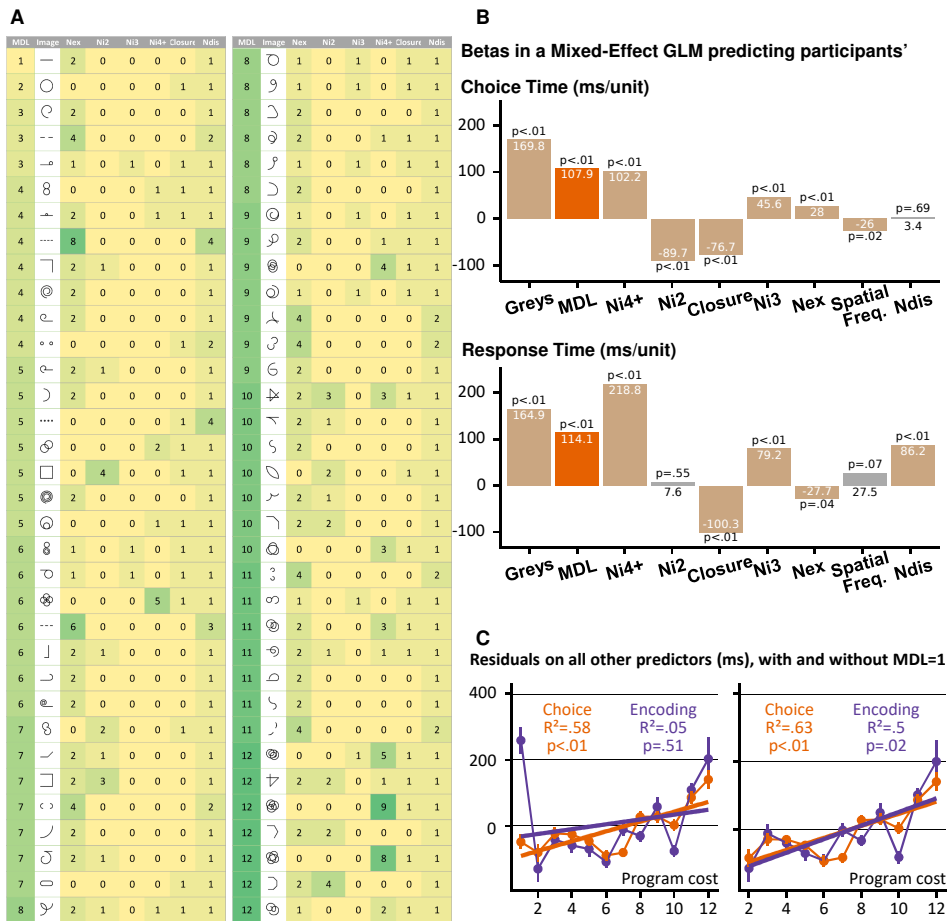 A
MDL Image Nex Ni2 Ni3 Ni4+ Closure Ndis
1 2 0 0 0 0 1
2 0 0 0 0 1 1
3 2 0 0 0 0 1
3 4 0 0 0 0 2
3 1 0 1 0 1 1
4 0 0 0 1 1 1
4 2 0 0 1 1 1
4 8 0 0 0 0 4
4 2 1 0 0 0 1
4 2 0 0 0 0 1
4 2 0 0 0 0 1
4 0 0 0 0 1 2
5 2 1 0 0 0 1
5 2 0 0 0 0 1
5 0 0 0 0 1 4
5 0 0 0 2 1 1
5 0 4 0 0 1 1
5 2 0 0 0 0 1
5 0 0 0 1 1 1
6 1 0 1 0 1 1
6 1 0 1 0 1 1
6 0 0 0 5 1 1
6 6 0 0 0 0 3
6 2 1 0 0 0 1
6 2 0 0 0 0 1
6 2 0 0 0 0 1
7 0 2 0 0 1 1
7 2 1 0 0 0 1
7 2 3 0 0 0 1
7 4 0 0 0 0 2
7 2 0 0 0 0 1
7 2 1 0 0 0 1
7 0 0 0 0 1 1
8 2 1 0 1 1 1
MDL Image Nex Ni2 Ni3 Ni4+ Closure Ndis
8 1 0 1 0 1 1
8 1 0 1 0 1 1
8 2 0 0 0 0 1
8 2 0 0 1 1 1
8 1 0 1 0 1 1
8 2 0 0 0 0 1
9 1 0 1 0 1 1
9 2 0 0 1 1 1
9 0 0 0 4 1 1
9 1 0 1 0 1 1
9 4 0 0 0 0 2
9 4 0 0 0 0 2
9 2 0 0 0 0 1
10 2 3 0 3 1 1
10 2 1 0 0 0 1
10 2 0 0 0 0 1
10 0 2 0 0 1 1
10 2 1 0 0 0 1
10 2 2 0 0 0 1
10 0 0 0 3 1 1
11 4 0 0 0 0 2
11 1 0 1 0 1 1
11 2 0 0 3 1 1
11 2 1 0 1 1 1
11 2 0 0 0 0 1
11 2 0 0 0 0 1
11 4 0 0 0 0 2
12 0 0 1 5 1 1
12 2 2 0 0 1 1
12 0 0 0 9 1 1
12 2 2 0 0 0 1
12 0 0 0 8 1 1
12 2 4 0 0 0 1
12 1 0 0 2 1 1
B
Betas in a Mixed-Effect GLM predicting participants’
Choice Time (ms/unit)
200
100
0
-100
p<.01 169.8
p<.01 107.9
p<.01 102.2
-89.7 p<.01
-76.7 p<.01
p<.01 45.6
p<.01 28
-26 p=.02
p=.69 3.4
Greys MDL Ni4+ Ni2 Closure Ni3 Nex Spatial Freq. Ndis
Response Time (ms/unit)
200
100
0
-100
p<.01 164.9
p<.01 114.1
p<.01 218.8
p=.55 7.6
-100.3 p<.01
p<.01 79.2
-27.7 p=.04
p=.07 27.5
p<.01 86.2
Greys MDL Ni4+ Ni2 Closure Ni3 Nex Spatial Freq. Ndis
C
Residuals on all other predictors (ms), with and without MDL=1
400
200
0
Choice
R²=.58
p<.01
Encoding
R²=.05
p=.51
Program cost
2 4 6 8 10 12
Choice
R²=.63
p<.01
Encoding
R²=.5
p=.02
Program cost
2 4 6 8 10 12